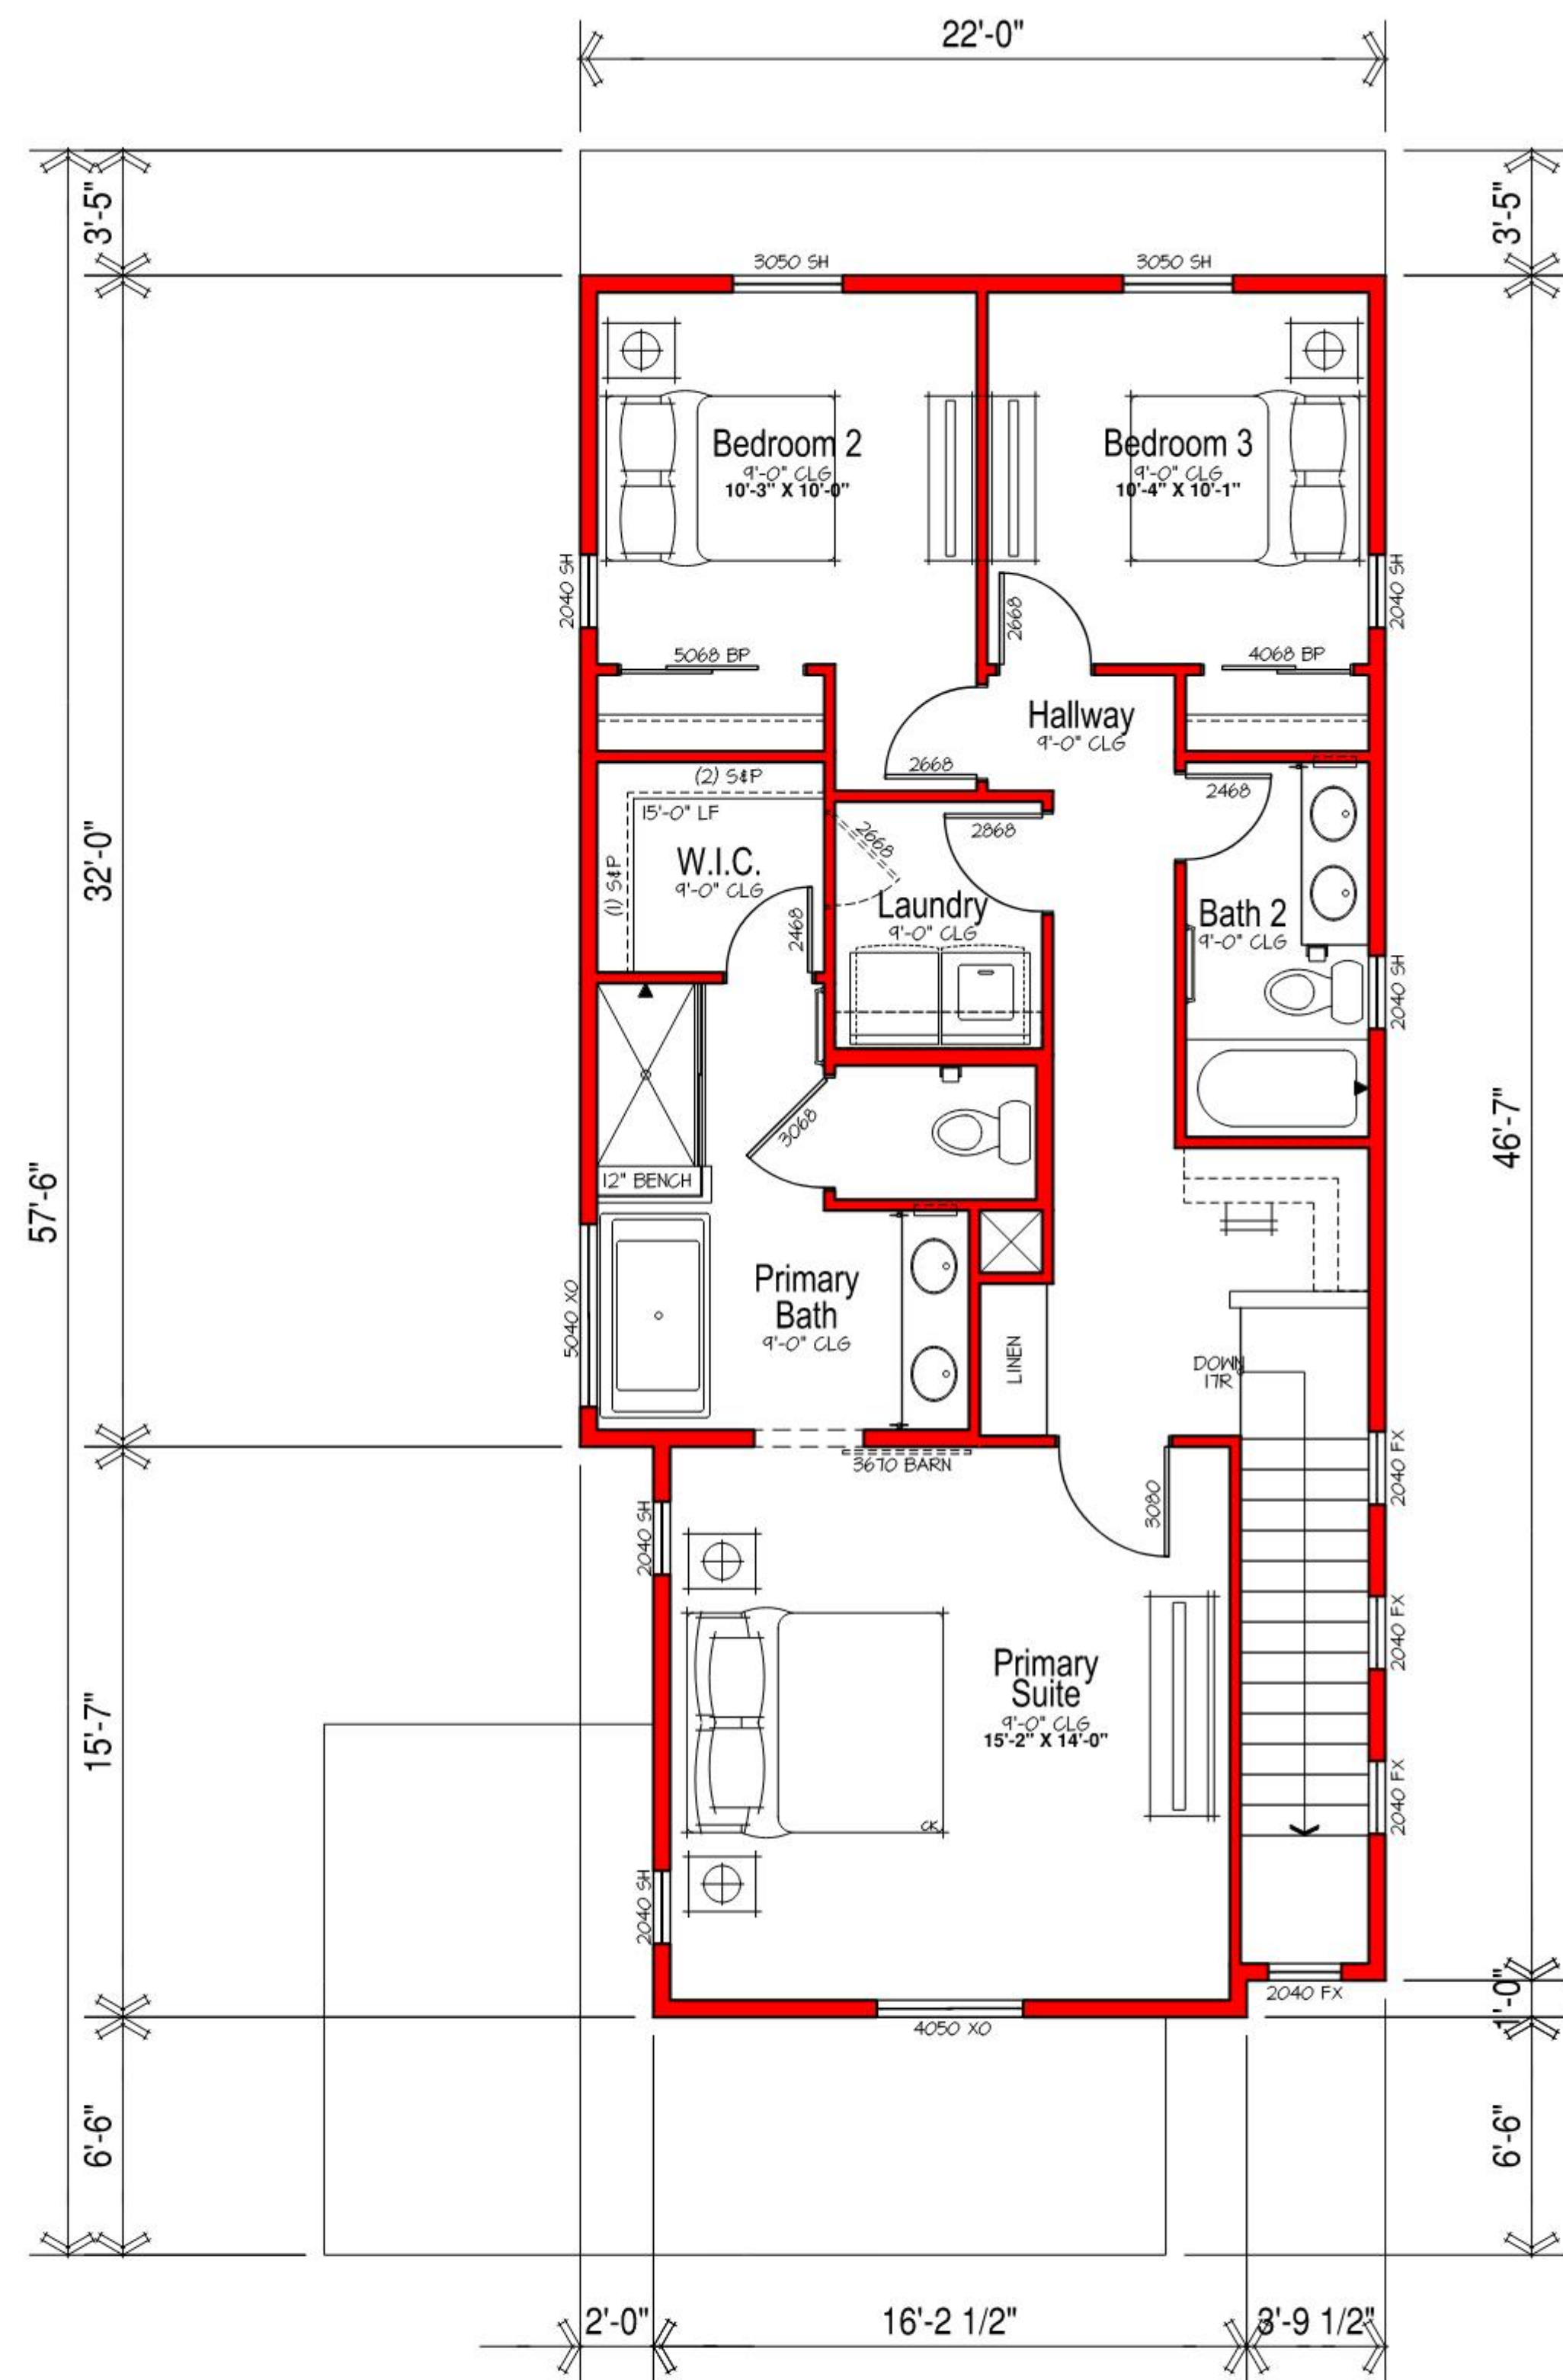 22'-0"
3'-5"
3'-5"
3050 SH
3050 SH
Bedroom 2
9'-0" CLG
10'-3" X 10'-0"
Bedroom 3
9'-0" CLG
10'-4" X 10'-1"
2040 SH
2668
2040 SH
5068 BP
4068 BP
Hallway
9'-0" CLG
2668
(2) S&P
15'-0" LF
2468
2868
2668
32'-0"
W.I.C.
9'-0" CLG
(1) S&P
2468
Laundry
9'-0" CLG
Bath 2
9'-0" CLG
2040 SH
3068
46'-7"
57'-6"
12" BENCH
Primary
Bath
9'-0" CLG
5040 XO
LINEN
DOWN
17R
3670 BARN
2040 FX
3080
2040 SH
2040 FX
Primary
Suite
9'-0" CLG
15'-2" X 14'-0"
15'-7"
2040 FX
CK
2040 SH
2040 FX
1'-0"
4050 XO
6'-6"
6'-6"
2'-0"
16'-2 1/2"
3'-9 1/2"